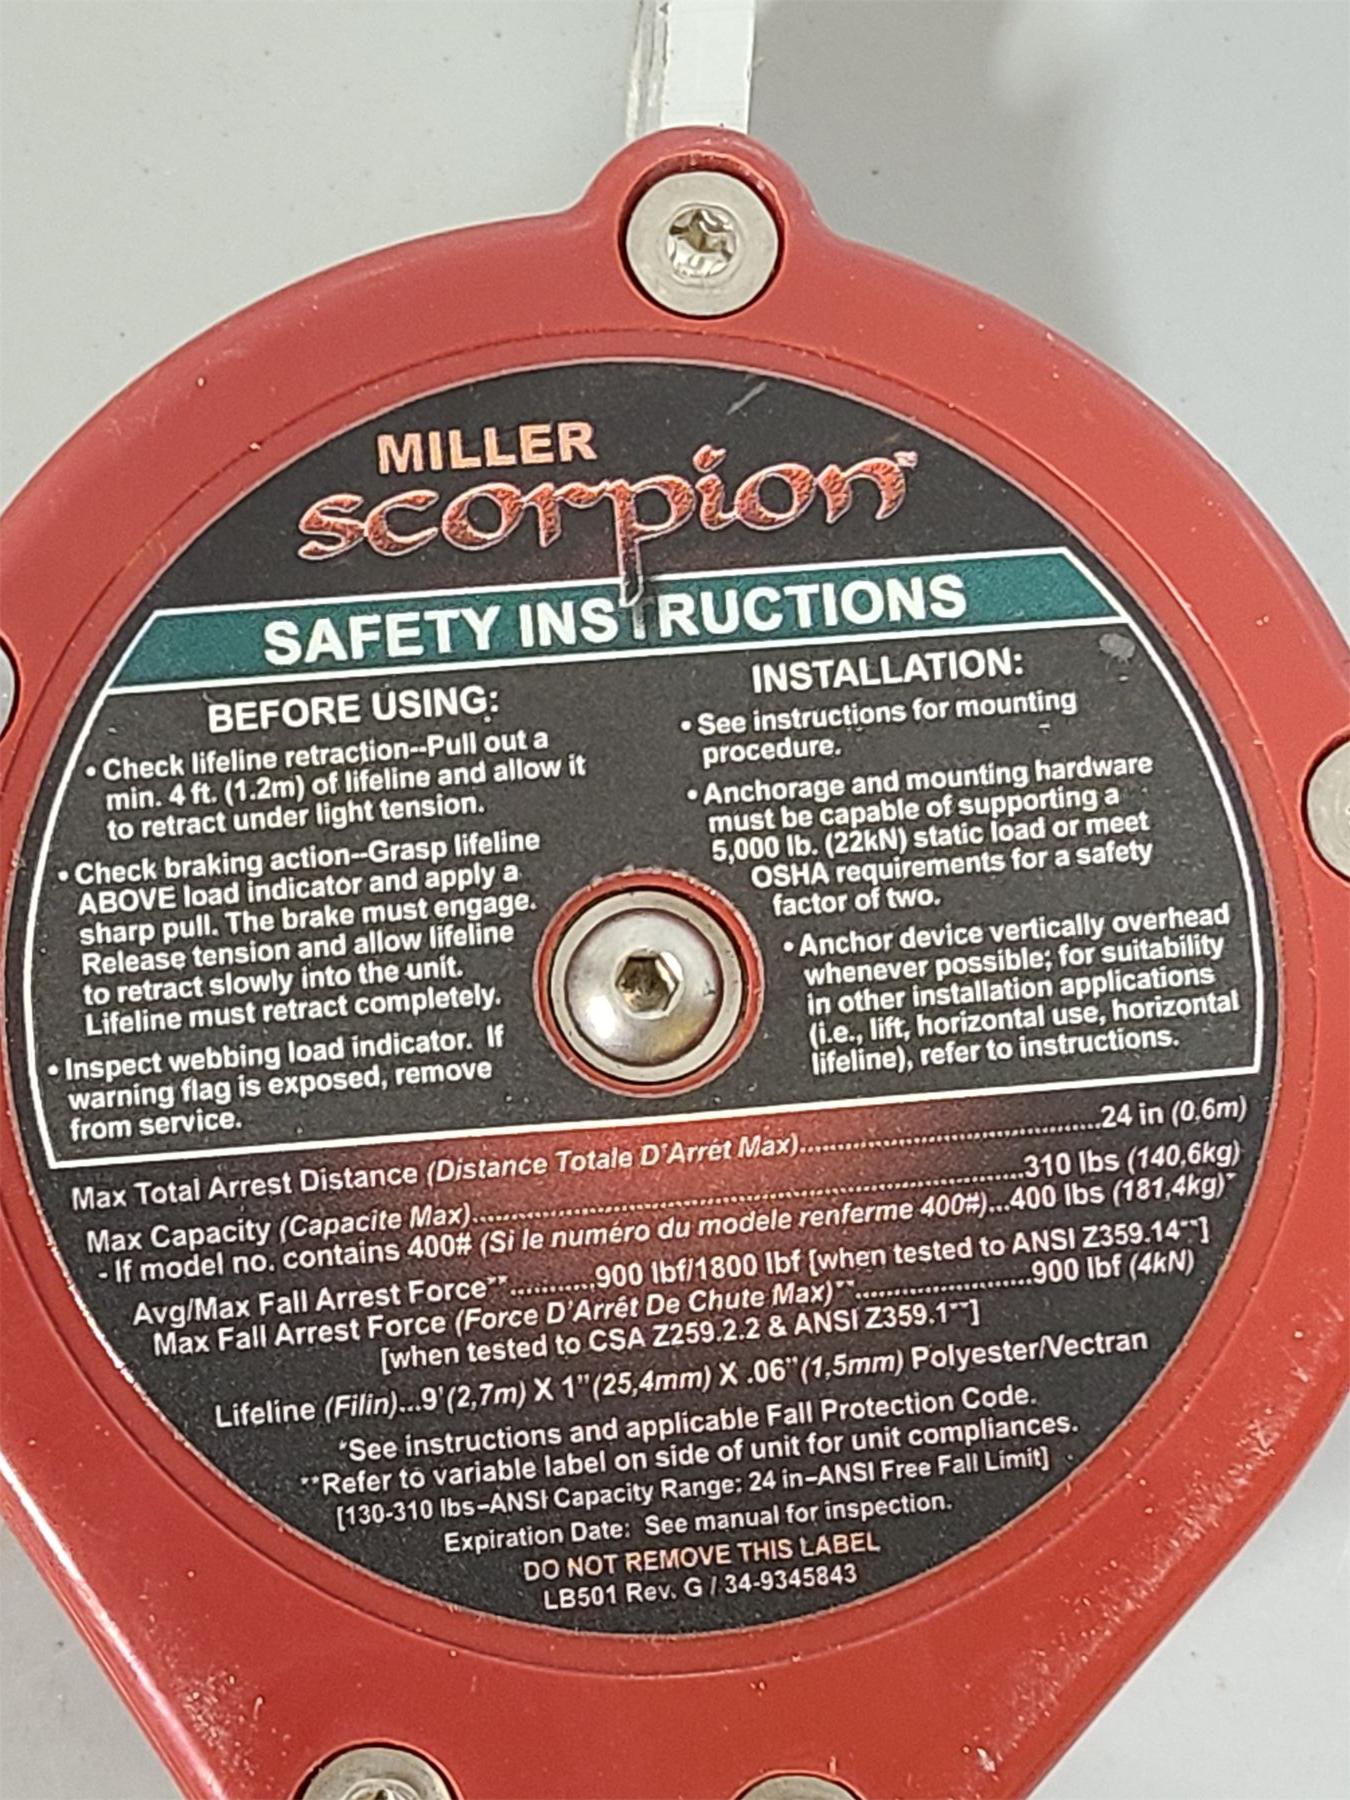 MILLER
scorpion™
SAFETY INSTRUCTIONS
BEFORE USING:
• Check lifeline retraction--Pull out a
min. 4 ft. (1.2m) of lifeline and allow it
to retract under light tension.
• Check braking action--Grasp lifeline
ABOVE load indicator and apply a
sharp pull. The brake must engage.
Release tension and allow lifeline
to retract slowly into the unit.
Lifeline must retract completely.
• Inspect webbing load indicator. If
warning flag is exposed, remove
from service.
INSTALLATION:
• See instructions for mounting
procedure.
• Anchorage and mounting hardware
must be capable of supporting a
5,000 lb. (22kN) static load or meet
OSHA requirements for a safety
factor of two.
• Anchor device vertically overhead
whenever possible; for suitability
in other installation applications
(i.e., lift, horizontal use, horizontal
lifeline), refer to instructions.
Max Total Arrest Distance (Distance Totale D'Arrét Max)..........24 in (0,6m)
Max Capacity (Capacite Max)..........310 lbs (140,6kg)
- If model no. contains 400# (Si le numéro du modele renferme 400#)...400 lbs (181,4kg)*
Avg/Max Fall Arrest Force**..........900 lbf/1800 lbf [when tested to ANSI Z359.14**]
Max Fall Arrest Force (Force D'Arrét De Chute Max)**..........900 lbf (4kN)
[when tested to CSA Z259.2.2 & ANSI Z359.1**]
Lifeline (Filin)...9'(2,7m) X 1"(25,4mm) X .06"(1,5mm) Polyester/Vectran
*See instructions and applicable Fall Protection Code.
**Refer to variable label on side of unit for unit compliances.
[130-310 lbs–ANSI Capacity Range: 24 in–ANSI Free Fall Limit]
Expiration Date: See manual for inspection.
DO NOT REMOVE THIS LABEL
LB501 Rev. G / 34-9345843